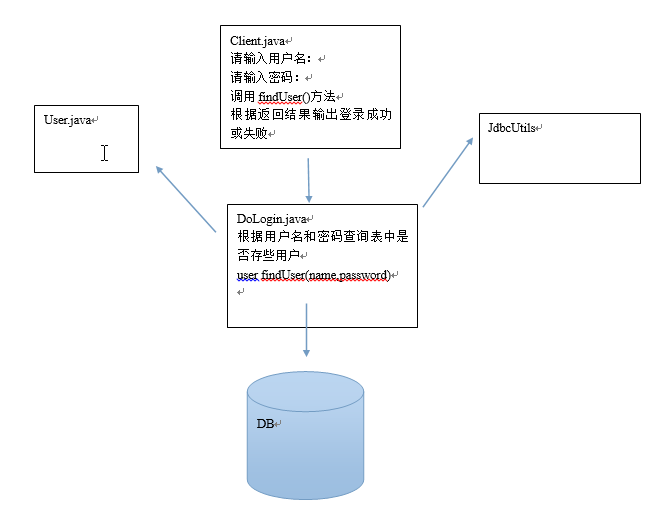 Client.java
请输入用户名：
请输入密码：
调用 findUser()方法
根据返回结果输出登录成功
或失败
User.java
JdbcUtils
DoLogin.java
根据用户名和密码查询表中是
否存些用户
user findUser(name,password)
DB